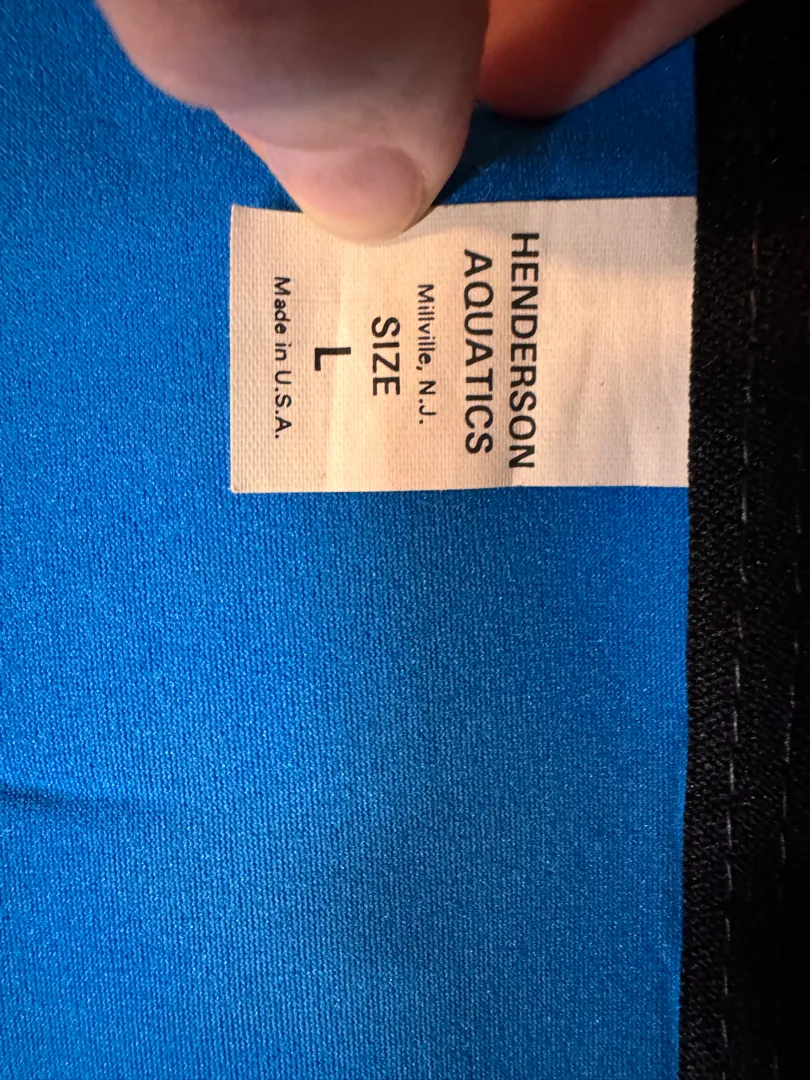 HENDERSON
AQUATICS
Millville, N.J.
SIZE
L
Made in U.S.A.